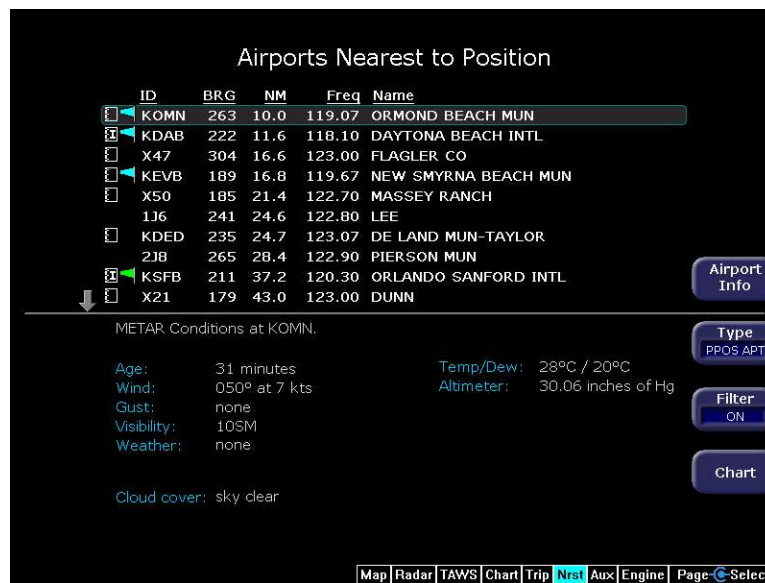 Airports Nearest to Position
ID BRG NM Freq Name
KOMN 263 10.0 119.07 ORMOND BEACH MUN
I KDAB 222 11.6 118.10 DAYTONA BEACH INTL
X47 304 16.6 123.00 FLAGLER CO
KEVB 189 16.8 119.67 NEW SMYRNA BEACH MUN
X50 185 21.4 122.70 MASSEY RANCH
1J6 241 24.6 122.80 LEE
KDED 235 24.7 123.07 DE LAND MUN-TAYLOR
2J8 265 28.4 122.90 PIERSON MUN
I KSFB 211 37.2 120.30 ORLANDO SANFORD INTL
X21 179 43.0 123.00 DUNN
Airport Info
METAR Conditions at KOMN.
Age: 31 minutes
Wind: 050º at 7 kts
Gust: none
Visibility: 10SM
Weather: none
Cloud cover: sky clear
Temp/Dew: 28ºC / 20ºC
Altimeter: 30.06 inches of Hg
Type
PPOS APT
Filter
ON
Chart
Map Radar TAWS Chart Trip Nrst Aux Engine Page Selec